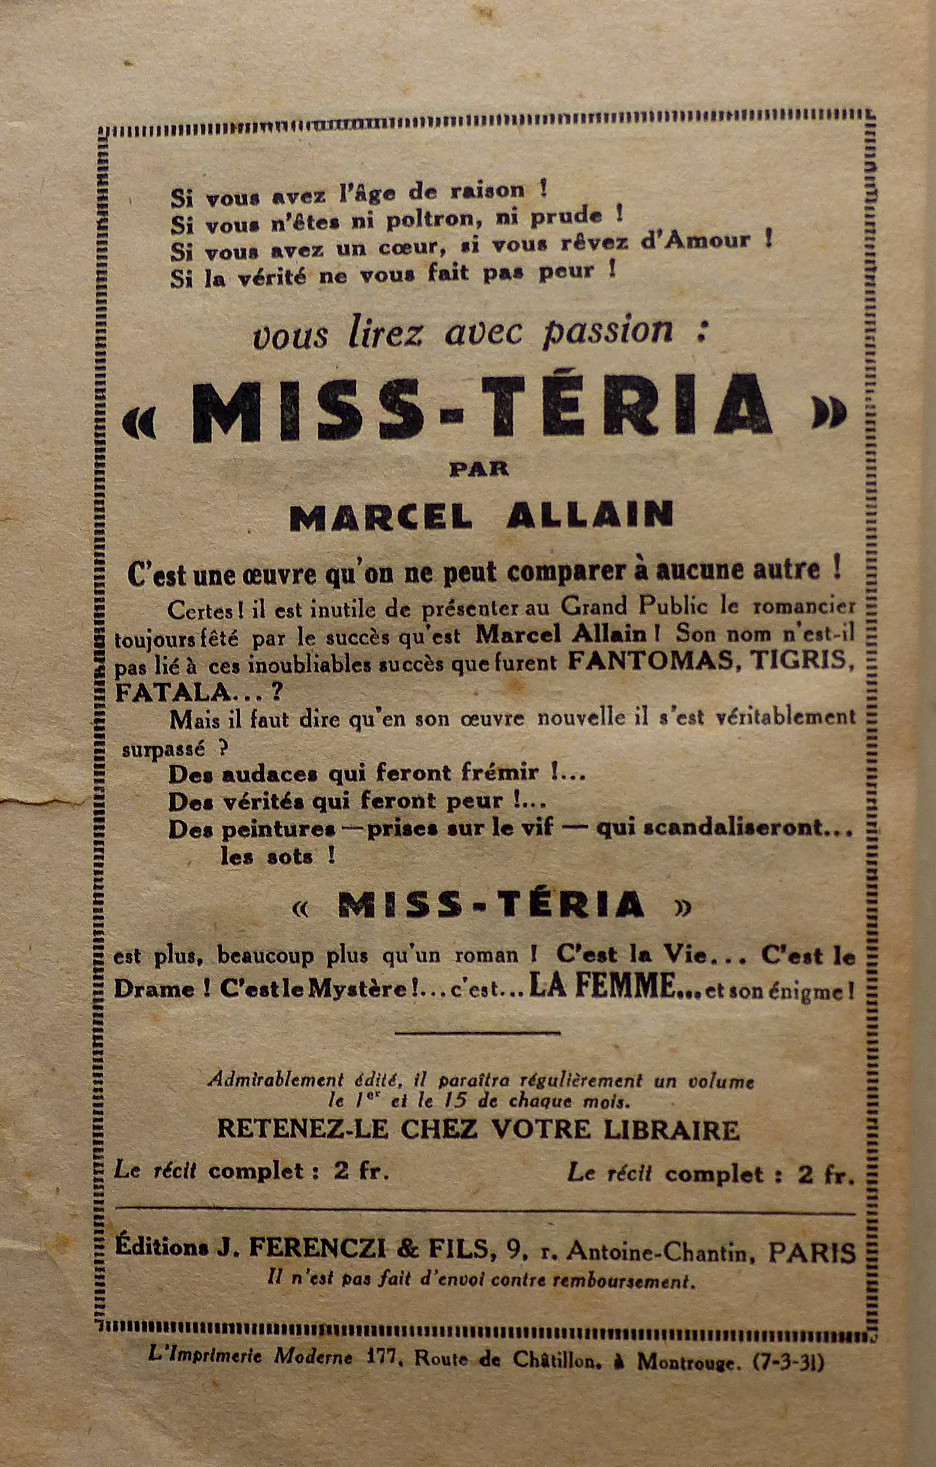 Si vous avez l'âge de raison !
Si vous n'êtes ni poltron, ni prude !
Si vous avez un cœur, si vous rêvez d'Amour !
Si la vérité ne vous fait pas peur !
vous lirez avec passion :
« MISS-TÉRIA »
PAR
MARCEL ALLAIN
C'est une œuvre qu'on ne peut comparer à aucune autre !
Certes ! il est inutile de présenter au Grand Public le romancier
toujours fêté par le succès qu'est Marcel Allain ! Son nom n'est-il
pas lié à ces inoubliables succès que furent FANTOMAS, TIGRIS,
FATALA... ?
Mais il faut dire qu'en son œuvre nouvelle il s'est véritablement
surpassé ?
Des audaces qui feront frémir !...
Des vérités qui feront peur !...
Des peintures — prises sur le vif — qui scandaliseront...
les sots !
« MISS-TÉRIA »
est plus, beaucoup plus qu'un roman ! C'est la Vie... C'est le
Drame ! C'est le Mystère !... c'est... LA FEMME... et son énigme !
Admirablement édité, il paraîtra régulièrement un volume
le 1er et le 15 de chaque mois.
RETENEZ-LE CHEZ VOTRE LIBRAIRE
Le récit complet : 2 fr. Le récit complet : 2 fr.
Éditions J. FERENCZI & FILS, 9, r. Antoine-Chantin, PARIS
Il n'est pas fait d'envoi contre remboursement.
L'Imprimerie Moderne 177, Route de Châtillon, à Montrouge. (7-3-31)